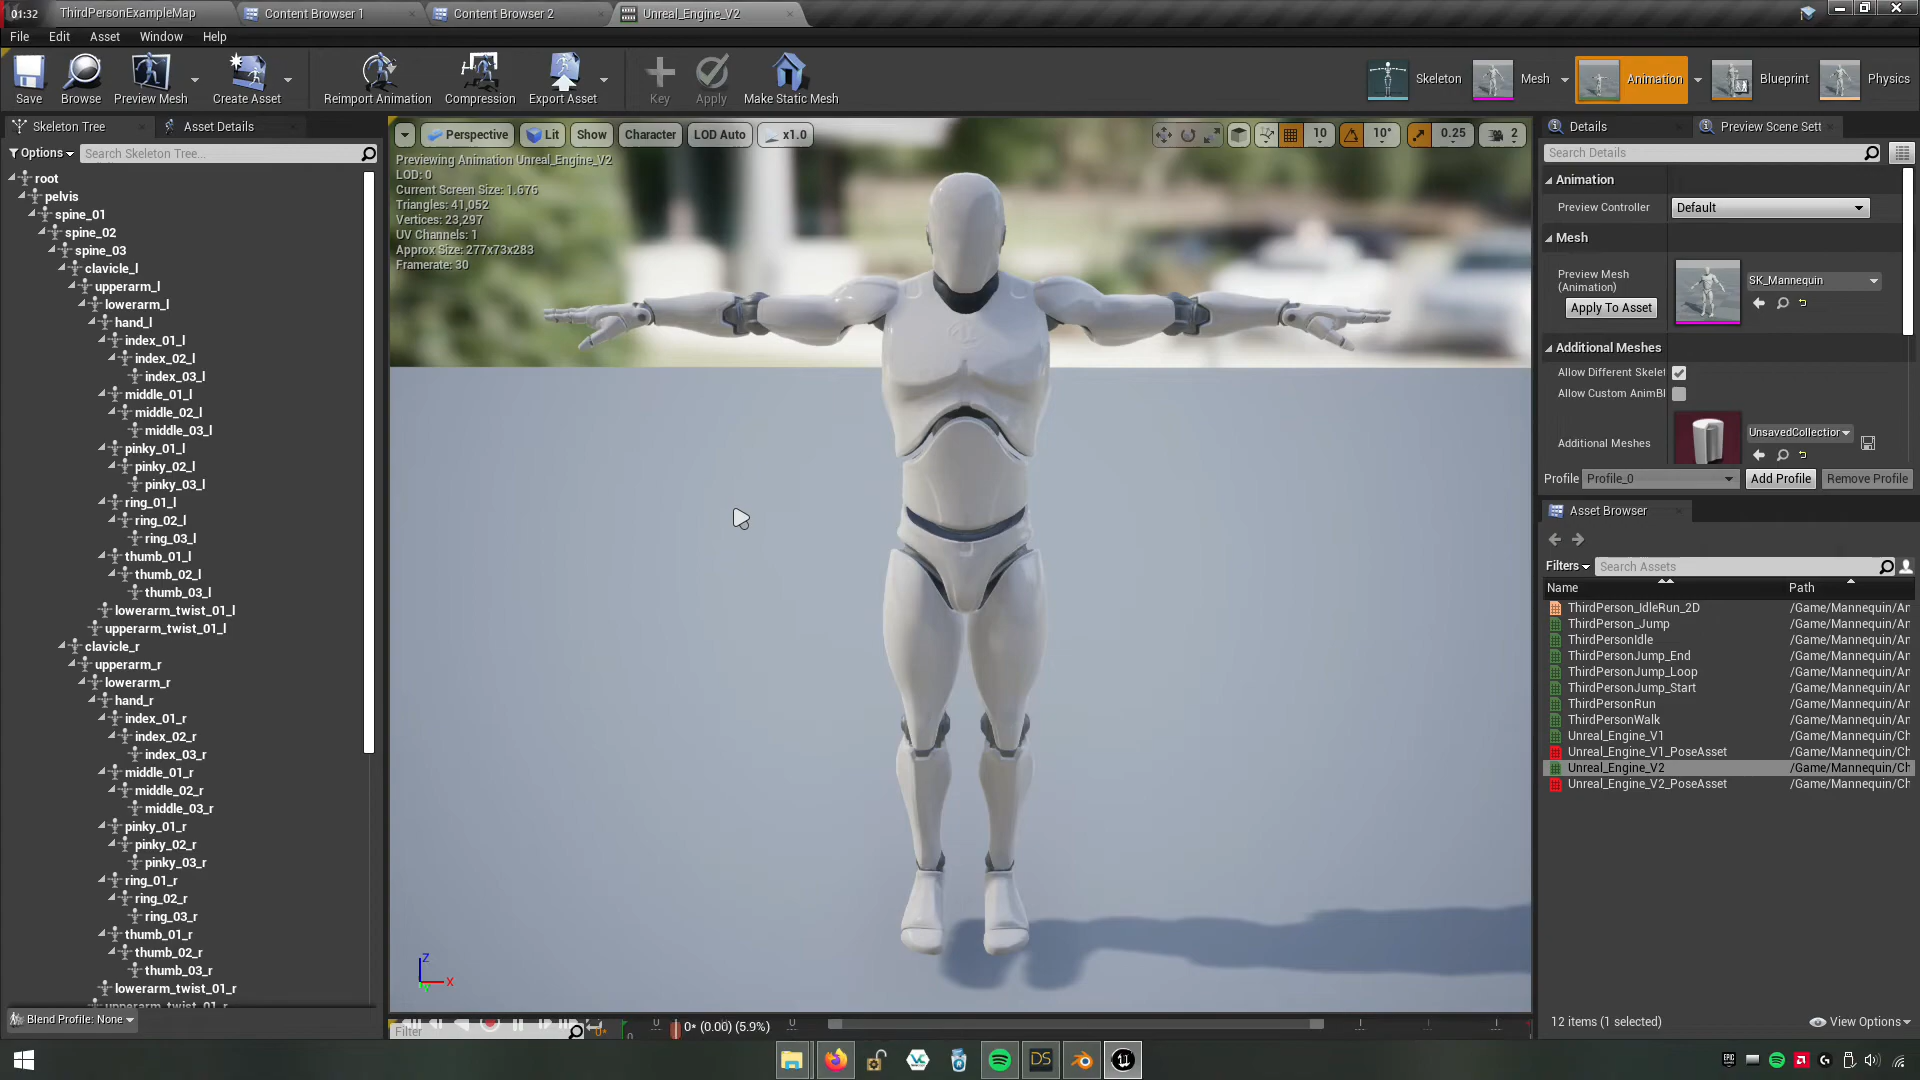 01:32
ThirdPersonExampleMap
Content Browser 1
Content Browser 2
Unreal_Engine_V2
File
Edit
Asset
Window
Help
Save
Browse
Preview Mesh
Create Asset
Reimport Animation
Compression
Export Asset
Key
Apply
Make Static Mesh
Skeleton
Mesh
Animation
Blueprint
Physics
Skeleton Tree
Asset Details
Options
Search Skeleton Tree...
root
pelvis
spine_01
spine_02
spine_03
clavicle_l
upperarm_l
lowerarm_l
hand_l
index_01_l
index_02_l
index_03_l
middle_01_l
middle_02_l
middle_03_l
pinky_01_l
pinky_02_l
pinky_03_l
ring_01_l
ring_02_l
ring_03_l
thumb_01_l
thumb_02_l
thumb_03_l
lowerarm_twist_01_l
upperarm_twist_01_l
clavicle_r
upperarm_r
lowerarm_r
hand_r
index_01_r
index_02_r
index_03_r
middle_01_r
middle_02_r
middle_03_r
pinky_01_r
pinky_02_r
pinky_03_r
ring_01_r
ring_02_r
ring_03_r
thumb_01_r
thumb_02_r
thumb_03_r
lowerarm_twist_01_r
upperarm_twist_01_r
Blend Profile: None
Perspective
Lit
Show
Character
LOD Auto
x1.0
10
10°
0.25
2
Previewing Animation Unreal_Engine_V2
LOD: 0
Current Screen Size: 1.676
Triangles: 41,052
Vertices: 23,297
UV Channels: 1
Approx Size: 277x73x283
Framerate: 30
Z
X
Filter
0* (0.00) (5.9%)
Details
Preview Scene Sett
Search Details
Animation
Preview Controller
Default
Mesh
Preview Mesh
(Animation)
Apply To Asset
SK_Mannequin
Additional Meshes
Allow Different Skelet
Allow Custom AnimBl
Additional Meshes
UnsavedCollection
Profile
Profile_0
Add Profile
Remove Profile
Asset Browser
Filters
Search Assets
Name
Path
ThirdPerson_IdleRun_2D /Game/Mannequin/An
ThirdPerson_Jump /Game/Mannequin/An
ThirdPersonIdle /Game/Mannequin/An
ThirdPersonJump_End /Game/Mannequin/An
ThirdPersonJump_Loop /Game/Mannequin/An
ThirdPersonJump_Start /Game/Mannequin/An
ThirdPersonRun /Game/Mannequin/An
ThirdPersonWalk /Game/Mannequin/An
Unreal_Engine_V1 /Game/Mannequin/Ch
Unreal_Engine_V1_PoseAsset /Game/Mannequin/Ch
Unreal_Engine_V2 /Game/Mannequin/Ch
Unreal_Engine_V2_PoseAsset /Game/Mannequin/Ch
12 items (1 selected)
View Options
DS
EPIC